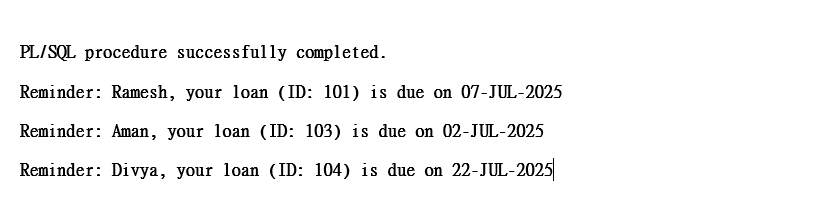 PL/SQL procedure successfully completed.
Reminder: Ramesh, your loan (ID: 101) is due on 07-JUL-2025
Reminder: Aman, your loan (ID: 103) is due on 02-JUL-2025
Reminder: Divya, your loan (ID: 104) is due on 22-JUL-2025